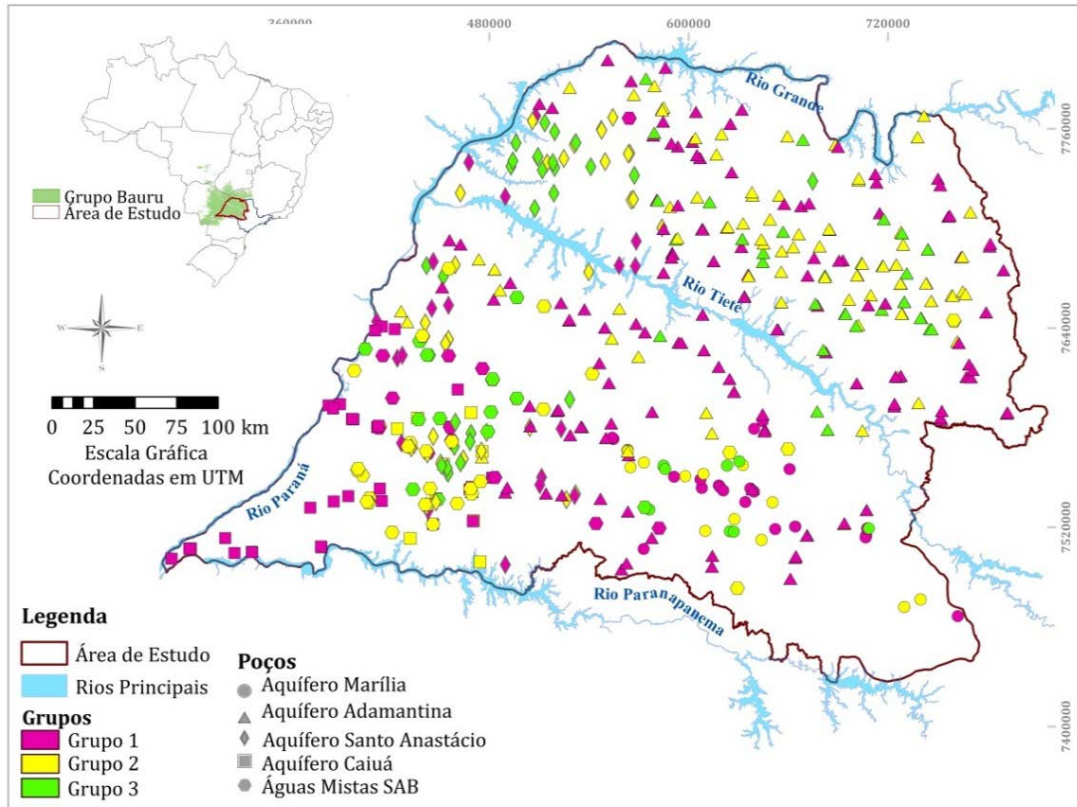 360000 480000 600000 720000
Rio Grande
7760000
Grupo Bauru
Área de Estudo
Rio Tietê
N
W E
S
7640000
0 25 50 75 100 km
Escala Gráfica
Coordenadas em UTM
Rio Paraná
7520000
Rio Paranapanema
Legenda
Área de Estudo
Rios Principais
Grupos
Grupo 1
Grupo 2
Grupo 3
Poços
Aquífero Marília
Aquífero Adamantina
Aquífero Santo Anastácio
Aquífero Caiuá
Águas Mistas SAB
7400000